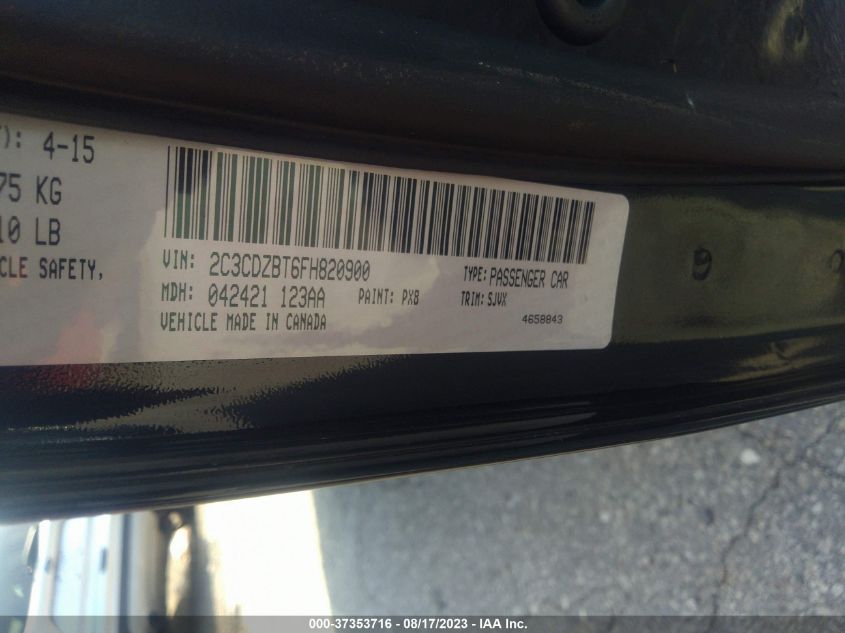 ): 4-15
75 KG
10 LB
CLE SAFETY,
VIN: 2C3CDZBT6FH820900
TYPE: PASSENGER CAR
MDH: 042421 123AA PAINT: PX8 TRIM: SJVX
VEHICLE MADE IN CANADA
4658843
000-37353716 - 08/17/2023 - IAA Inc.